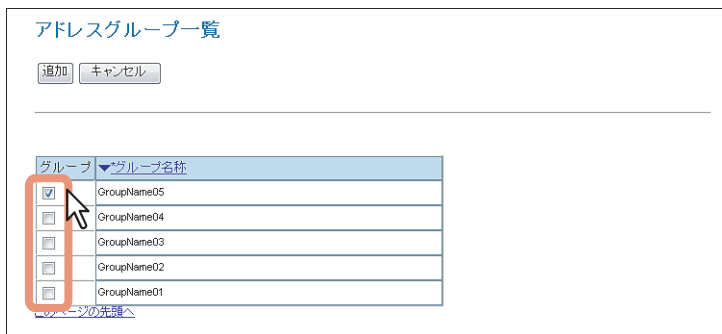 アドレスグループ一覧
追加 キャンセル
グループ ▼*グループ名称
GroupName05
GroupName04
GroupName03
GroupName02
GroupName01
このページの先頭へ